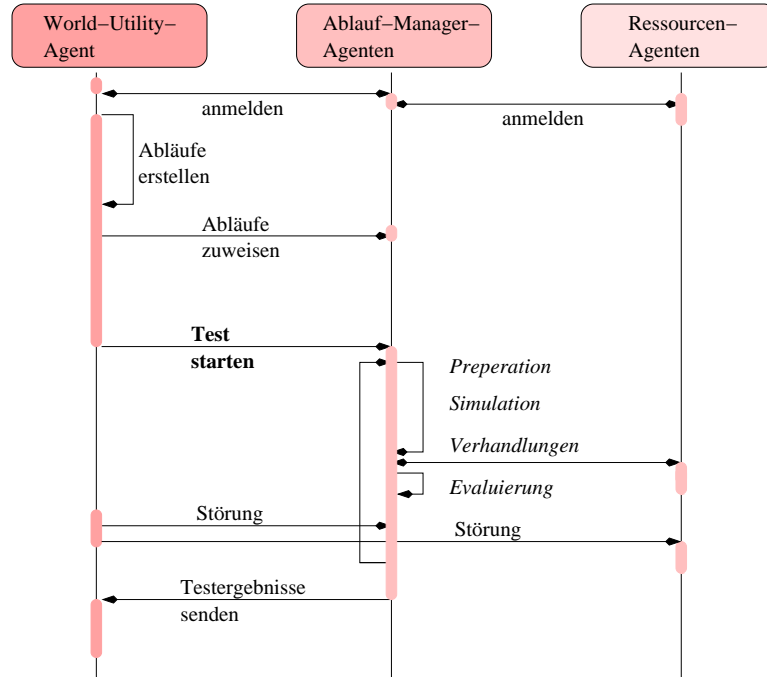 World–Utility–
Agent
Ablauf–Manager–
Agenten
Ressourcen–
Agenten
anmelden
anmelden
Abläufe
erstellen
Abläufe
zuweisen
Test
starten
Preperation
Simulation
Verhandlungen
Evaluierung
Störung
Störung
Testergebnisse
senden